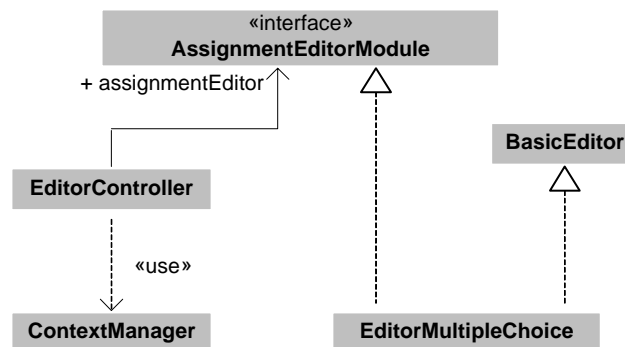 «interface»
AssignmentEditorModule
+ assignmentEditor
BasicEditor
EditorController
«use»
ContextManager
EditorMultipleChoice